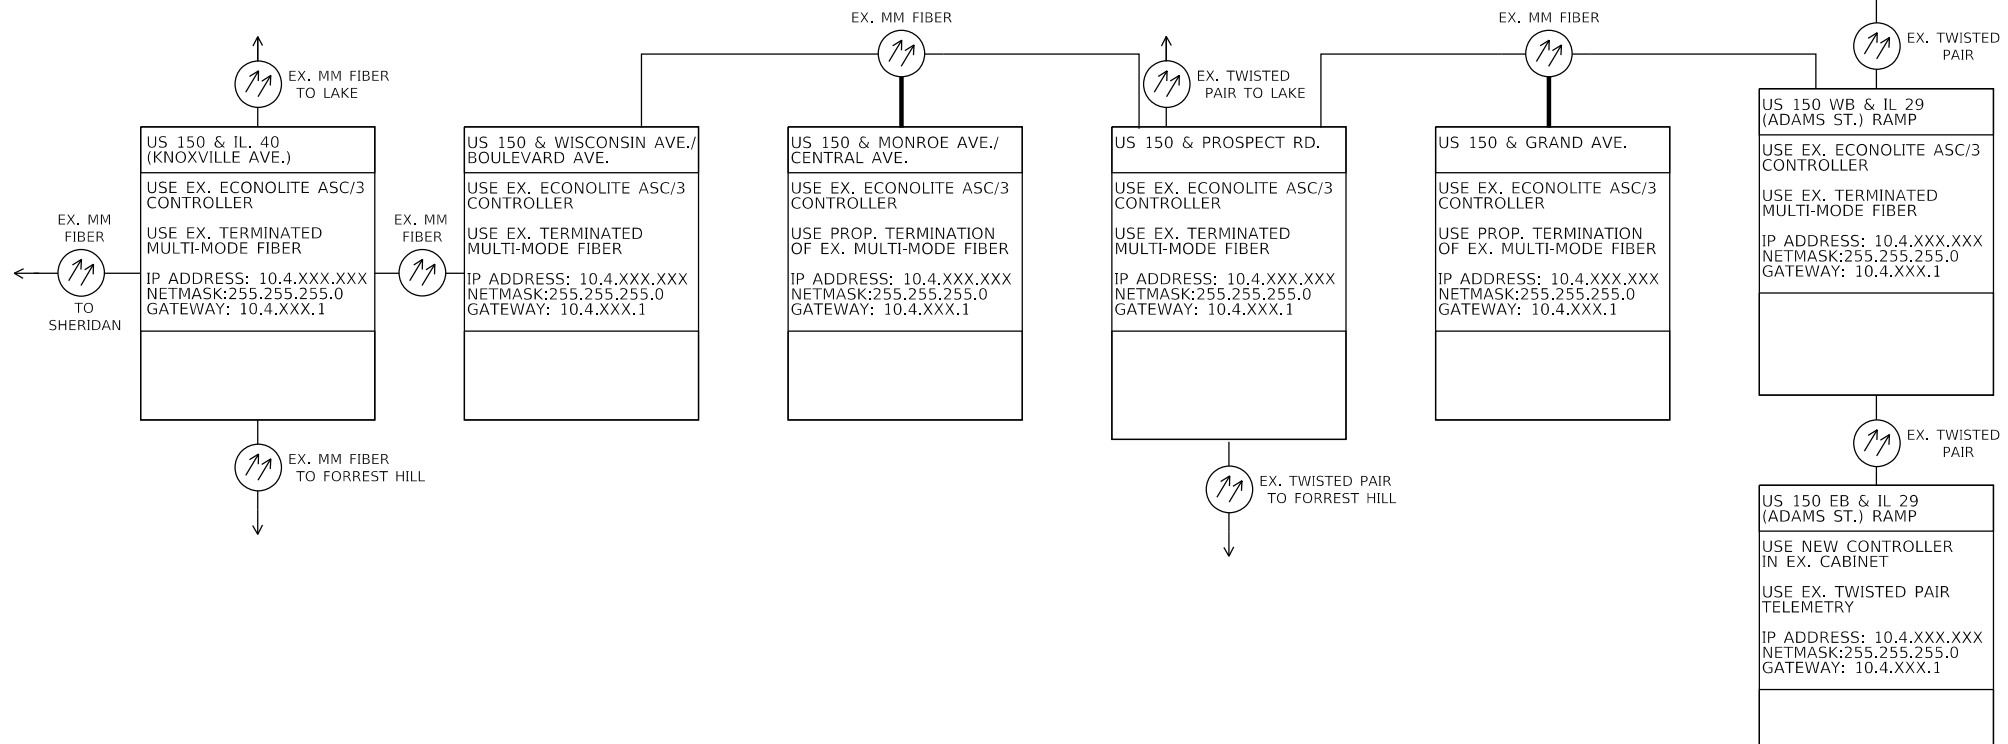 EX. MM FIBER
EX. MM FIBER
EX. TWISTED
PAIR
EX. MM FIBER
TO LAKE
EX. TWISTED
PAIR TO LAKE
EX. MM
FIBER
TO
SHERIDAN
US 150 & IL. 40
(KNOXVILLE AVE.)
USE EX. ECONOLITE ASC/3
CONTROLLER
USE EX. TERMINATED
MULTI-MODE FIBER
IP ADDRESS: 10.4.XXX.XXX
NETMASK:255.255.255.0
GATEWAY: 10.4.XXX.1
EX. MM FIBER
TO FORREST HILL
EX. MM
FIBER
US 150 & WISCONSIN AVE./
BOULEVARD AVE.
USE EX. ECONOLITE ASC/3
CONTROLLER
USE EX. TERMINATED
MULTI-MODE FIBER
IP ADDRESS: 10.4.XXX.XXX
NETMASK:255.255.255.0
GATEWAY: 10.4.XXX.1
US 150 & MONROE AVE./
CENTRAL AVE.
USE EX. ECONOLITE ASC/3
CONTROLLER
USE PROP. TERMINATION
OF EX. MULTI-MODE FIBER
IP ADDRESS: 10.4.XXX.XXX
NETMASK:255.255.255.0
GATEWAY: 10.4.XXX.1
US 150 & PROSPECT RD.
USE EX. ECONOLITE ASC/3
CONTROLLER
USE EX. TERMINATED
MULTI-MODE FIBER
IP ADDRESS: 10.4.XXX.XXX
NETMASK:255.255.255.0
GATEWAY: 10.4.XXX.1
EX. TWISTED PAIR
TO FORREST HILL
US 150 & GRAND AVE.
USE EX. ECONOLITE ASC/3
CONTROLLER
USE PROP. TERMINATION
OF EX. MULTI-MODE FIBER
IP ADDRESS: 10.4.XXX.XXX
NETMASK:255.255.255.0
GATEWAY: 10.4.XXX.1
US 150 WB & IL 29
(ADAMS ST.) RAMP
USE EX. ECONOLITE ASC/3
CONTROLLER
USE EX. TERMINATED
MULTI-MODE FIBER
IP ADDRESS: 10.4.XXX.XXX
NETMASK:255.255.255.0
GATEWAY: 10.4.XXX.1
EX. TWISTED
PAIR
US 150 EB & IL 29
(ADAMS ST.) RAMP
USE NEW CONTROLLER
IN EX. CABINET
USE EX. TWISTED PAIR
TELEMETRY
IP ADDRESS: 10.4.XXX.XXX
NETMASK:255.255.255.0
GATEWAY: 10.4.XXX.1